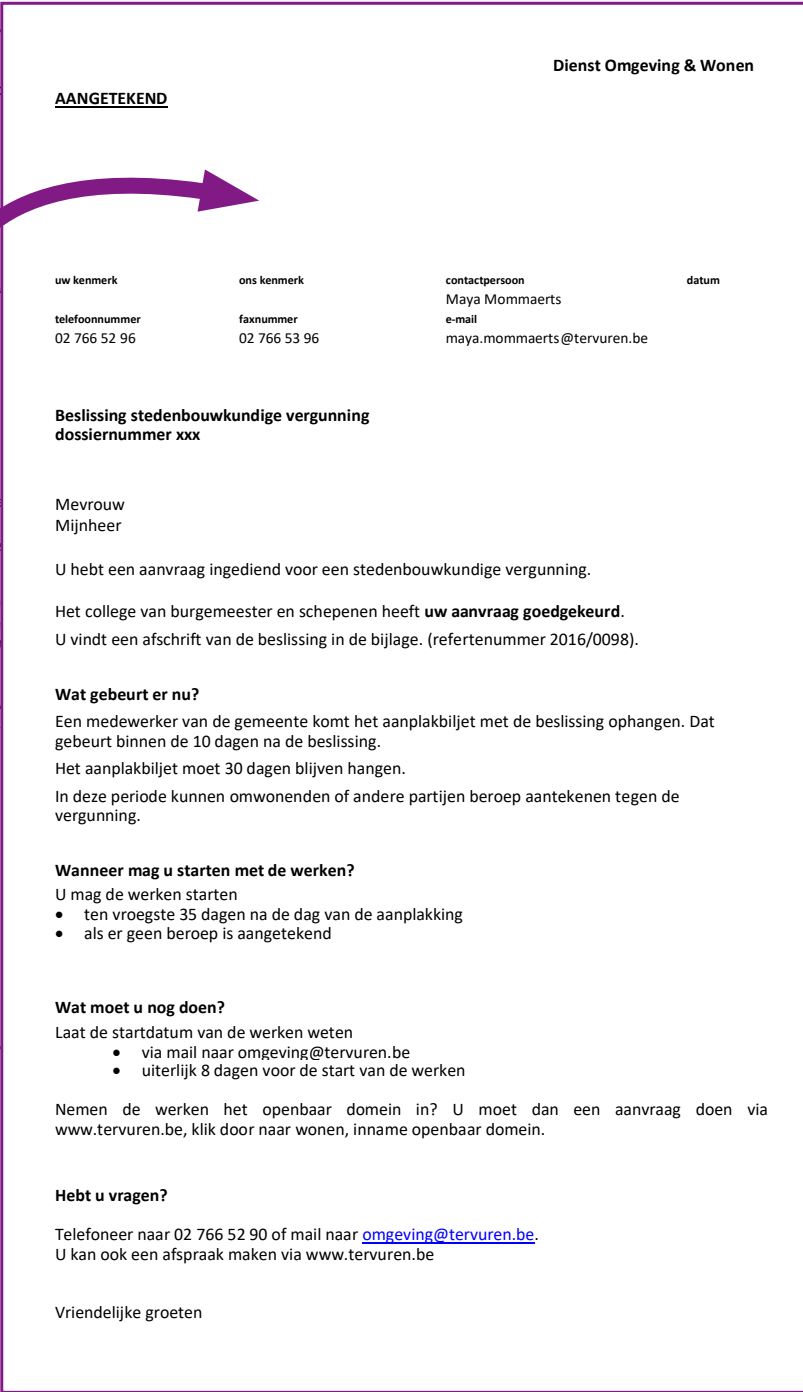 Dienst Omgeving & Wonen
AANGETEKEND
uw kenmerk ons kenmerk contactpersoon datum
Maya Mommaerts
telefoonnummer faxnummer e-mail
02 766 52 96 02 766 53 96 maya.mommaerts@tervuren.be
Beslissing stedenbouwkundige vergunning
dossiernummer xxx
Mevrouw
Mijnheer
U hebt een aanvraag ingediend voor een stedenbouwkundige vergunning.
Het college van burgemeester en schepenen heeft uw aanvraag goedgekeurd.
U vindt een afschrift van de beslissing in de bijlage. (refertenummer 2016/0098).
Wat gebeurt er nu?
Een medewerker van de gemeente komt het aanplakbiljet met de beslissing ophangen. Dat
gebeurt binnen de 10 dagen na de beslissing.
Het aanplakbiljet moet 30 dagen blijven hangen.
In deze periode kunnen omwonenden of andere partijen beroep aantekenen tegen de
vergunning.
Wanneer mag u starten met de werken?
U mag de werken starten
• ten vroegste 35 dagen na de dag van de aanplakking
• als er geen beroep is aangetekend
Wat moet u nog doen?
Laat de startdatum van de werken weten
• via mail naar omgeving@tervuren.be
• uiterlijk 8 dagen voor de start van de werken
Nemen de werken het openbaar domein in? U moet dan een aanvraag doen via
www.tervuren.be, klik door naar wonen, inname openbaar domein.
Hebt u vragen?
Telefoneer naar 02 766 52 90 of mail naar omgeving@tervuren.be.
U kan ook een afspraak maken via www.tervuren.be
Vriendelijke groeten